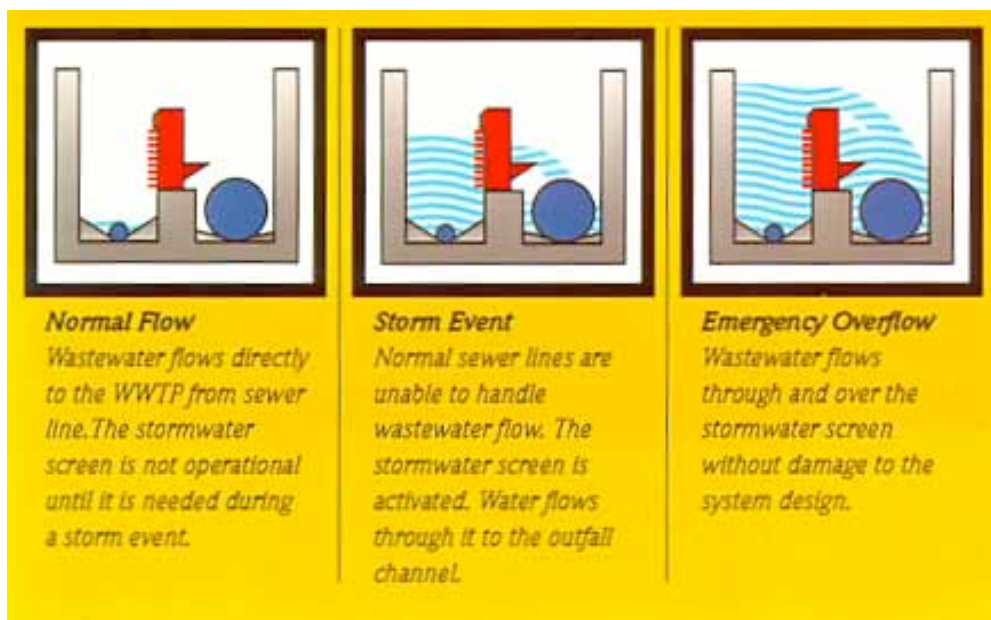 Normal Flow
Wastewater flows directly
to the WWTP from sewer
line. The stormwater
screen is not operational
until it is needed during
a storm event.
Storm Event
Normal sewer lines are
unable to handle
wastewater flow. The
stormwater screen is
activated. Water flows
through it to the outfall
channel.
Emergency Overflow
Wastewater flows
through and over the
stormwater screen
without damage to the
system design.